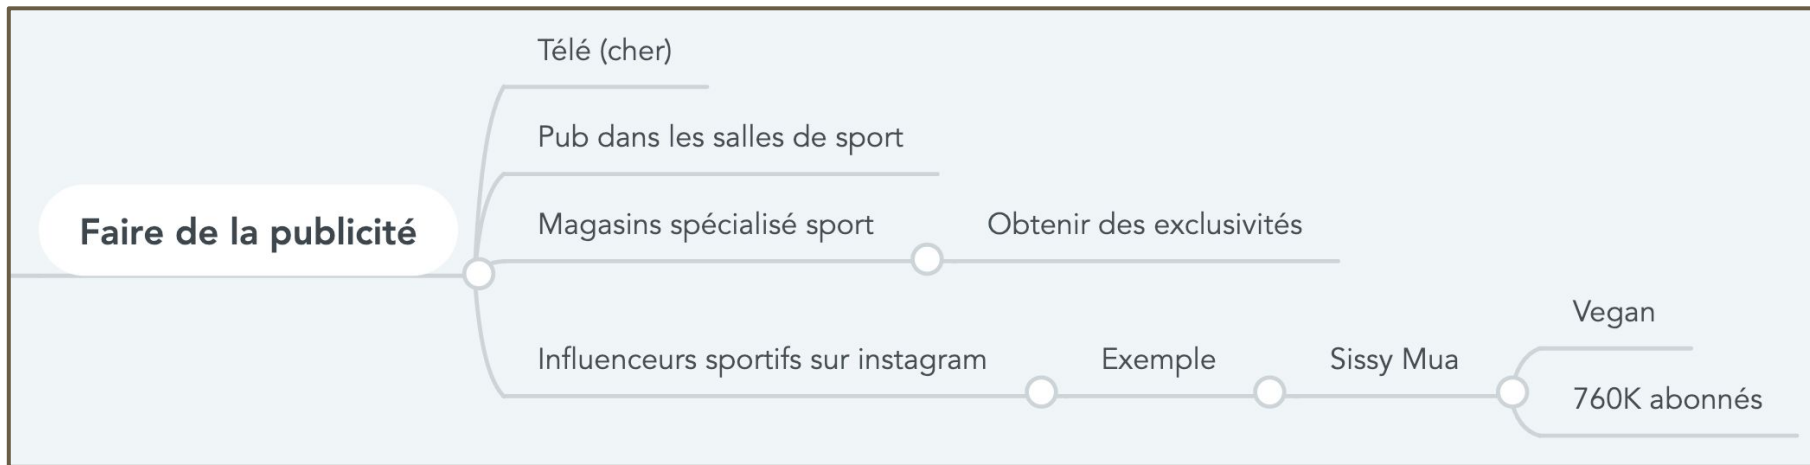 Télé (cher)
Pub dans les salles de sport
Faire de la publicité
Magasins spécialisé sport
Obtenir des exclusivités
Influenceurs sportifs sur instagram
Exemple
Sissy Mua
Vegan
760K abonnés